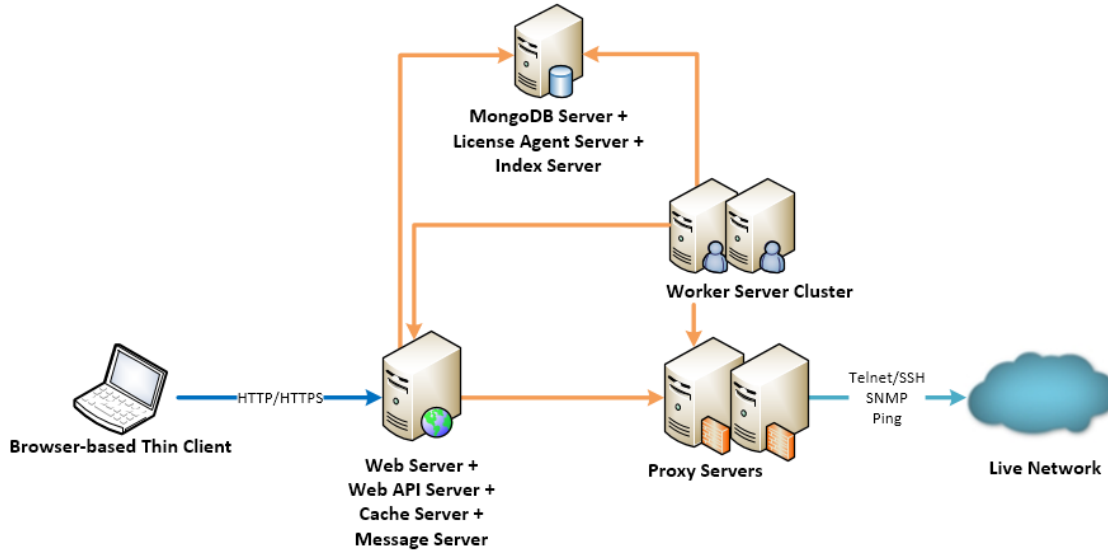 MongoDB Server +
License Agent Server +
Index Server
Worker Server Cluster
HTTP/HTTPS
Telnet/SSH
SNMP
Ping
Browser-based Thin Client
Web Server +
Web API Server +
Cache Server +
Message Server
Proxy Servers
Live Network